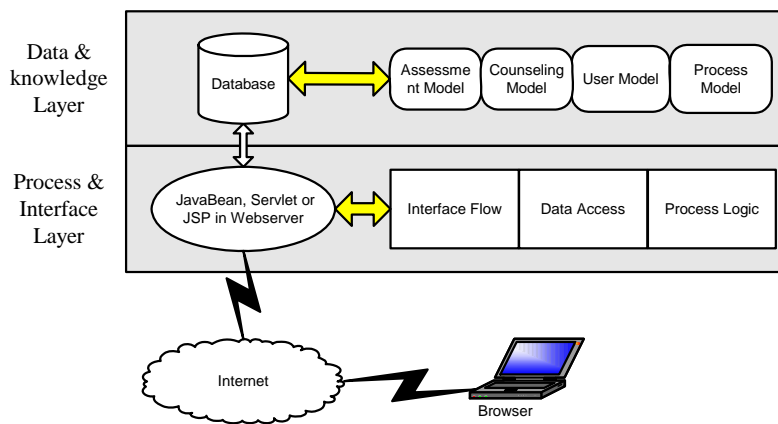 Data &
knowledge
Layer
Database
Assessme
nt Model
Counseling
Model
User Model
Process
Model
Process &
Interface
Layer
JavaBean, Servlet or
JSP in Webserver
Interface Flow
Data Access
Process Logic
Internet
Browser